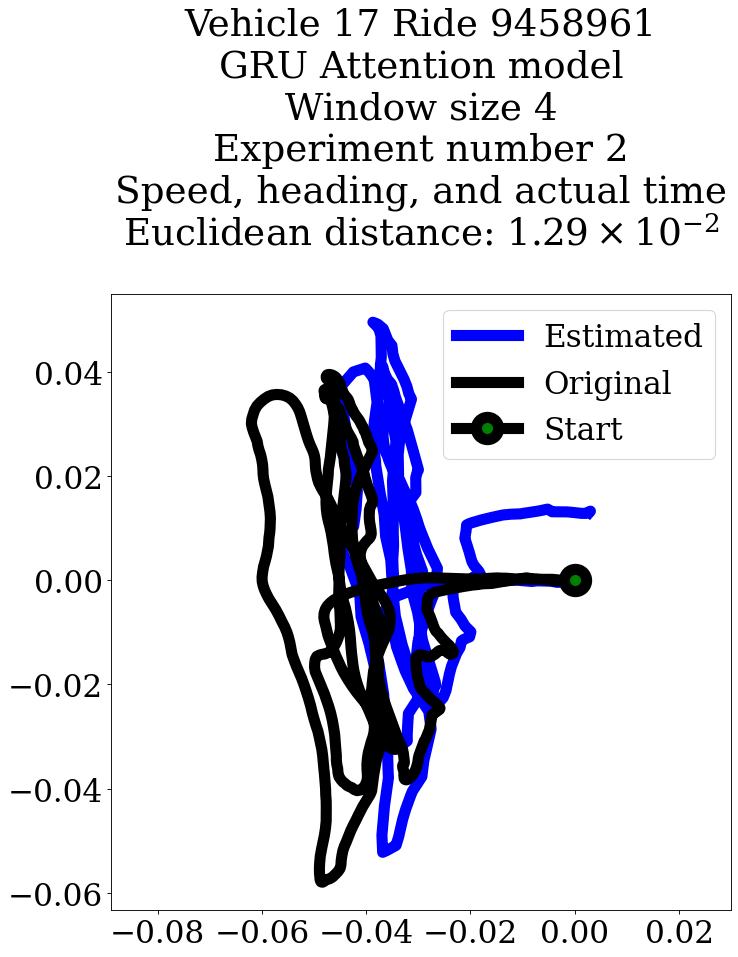 Vehicle 17 Ride 9458961
GRU Attention model
Window size 4
Experiment number 2
Speed, heading, and actual time
Euclidean distance: 1.29 × 10⁻²
Estimated
Original
Start
0.04
0.02
0.00
−0.02
−0.04
−0.06
−0.08 −0.06 −0.04 −0.02 0.00 0.02